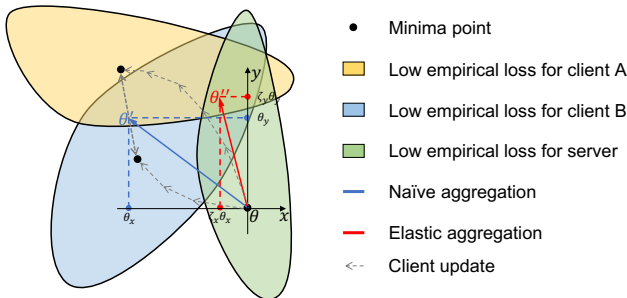 Minima point
Low empirical loss for client A
Low empirical loss for client B
Low empirical loss for server
Naïve aggregation
Elastic aggregation
Client update
y
θ′′
ζ_yθ_y
θ′
θ_y
θ_x
ζ_xθ_x
θ
x